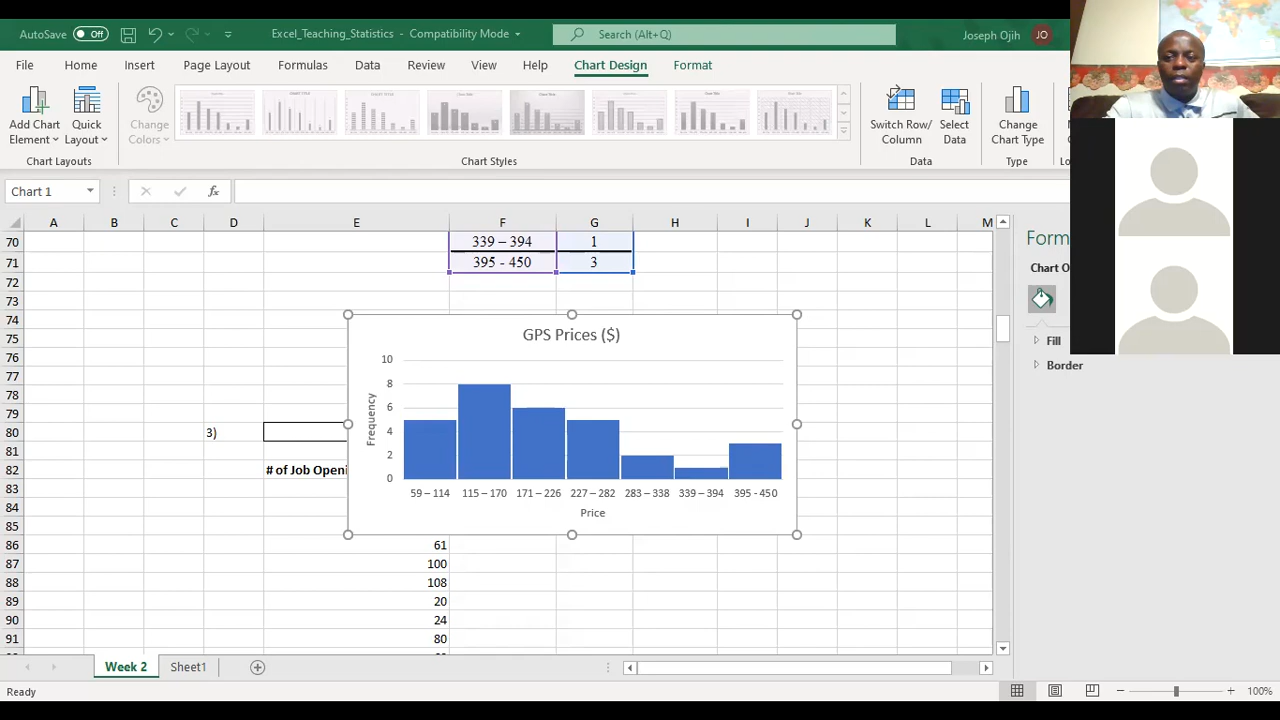 AutoSave Off Excel_Teaching_Statistics - Compatibility Mode Search (Alt+Q) Joseph Ojih JO
File Home Insert Page Layout Formulas Data Review View Help Chart Design Format
Add Chart Element Quick Layout Change Colors Switch Row/ Column Select Data Change Chart Type
Chart Layouts Chart Styles Data Type
Chart 1 fx
A B C D E F G H I J K L M
70 339 – 394 1
71 395 - 450 3
72
73
74
75
76
77
78
79
80 3)
81
82 # of Job Openi
83
84
85
86 61
87 100
88 108
89 20
90 24
91 80
GPS Prices ($)
10
8
6
4
2
0
Frequency
59 – 114 115 – 170 171 – 226 227 – 282 283 – 338 339 – 394 395 - 450
Price
Form
Chart O
Fill
Border
Week 2 Sheet1
Ready 100%